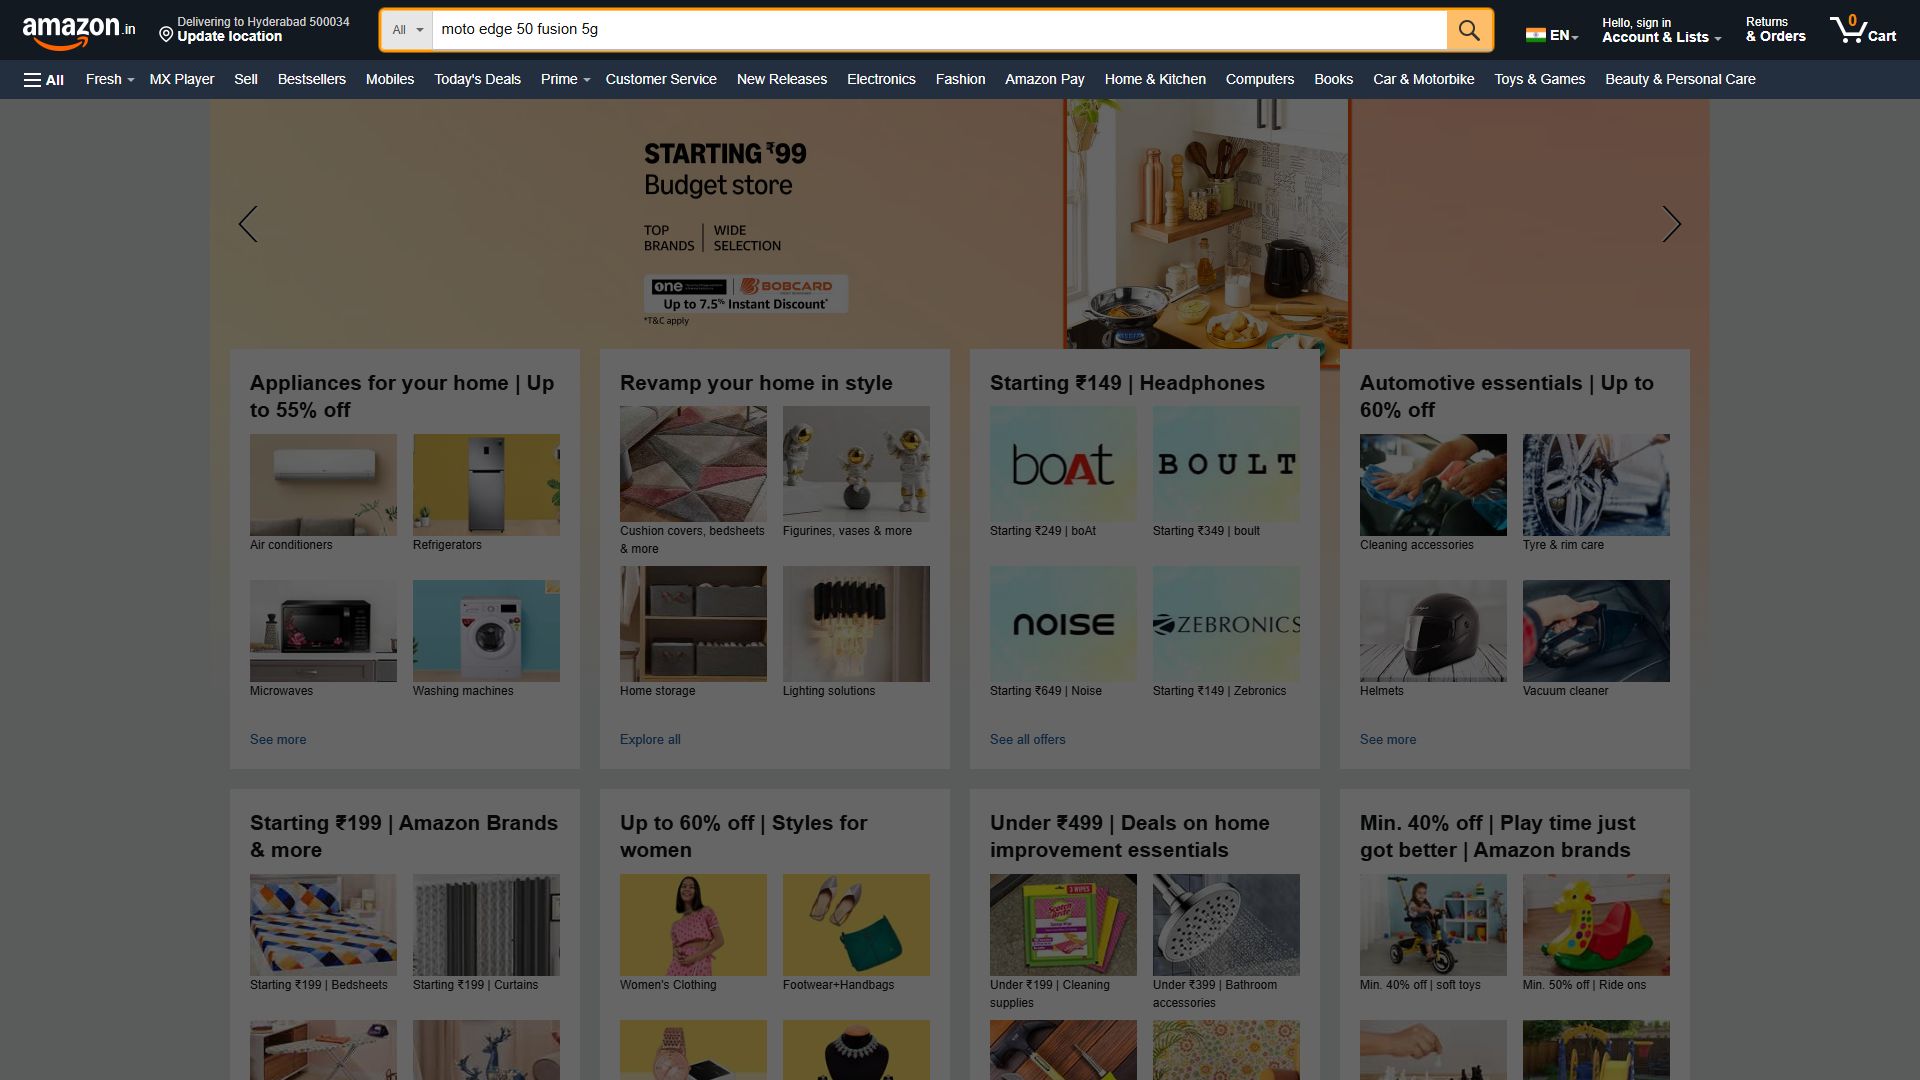 amazon.in
Delivering to Hyderabad 500034
Update location
All
moto edge 50 fusion 5g
EN
Hello, sign in
Account & Lists
Returns
& Orders
0
Cart
All
Fresh
MX Player
Sell
Bestsellers
Mobiles
Today's Deals
Prime
Customer Service
New Releases
Electronics
Fashion
Amazon Pay
Home & Kitchen
Computers
Books
Car & Motorbike
Toys & Games
Beauty & Personal Care
STARTING ₹99
Budget store
TOP
BRANDS
WIDE
SELECTION
one
BOBCARD
Up to 7.5% Instant Discount*
*T&C apply
Appliances for your home | Up
to 55% off
Air conditioners
Refrigerators
Microwaves
Washing machines
See more
Revamp your home in style
Cushion covers, bedsheets
& more
Figurines, vases & more
Home storage
Lighting solutions
Explore all
Starting ₹149 | Headphones
boAt
BOULT
Starting ₹249 | boAt
Starting ₹349 | boult
noise
ZEBRONICS
Starting ₹649 | Noise
Starting ₹149 | Zebronics
See all offers
Automotive essentials | Up to
60% off
Cleaning accessories
Tyre & rim care
Helmets
Vacuum cleaner
See more
Starting ₹199 | Amazon Brands
& more
Starting ₹199 | Bedsheets
Starting ₹199 | Curtains
Up to 60% off | Styles for
women
Women's Clothing
Footwear+Handbags
Under ₹499 | Deals on home
improvement essentials
3 WIPES
Scotch
Brite
Under ₹199 | Cleaning
supplies
Under ₹399 | Bathroom
accessories
Min. 40% off | Play time just
got better | Amazon brands
Min. 40% off | soft toys
Min. 50% off | Ride ons